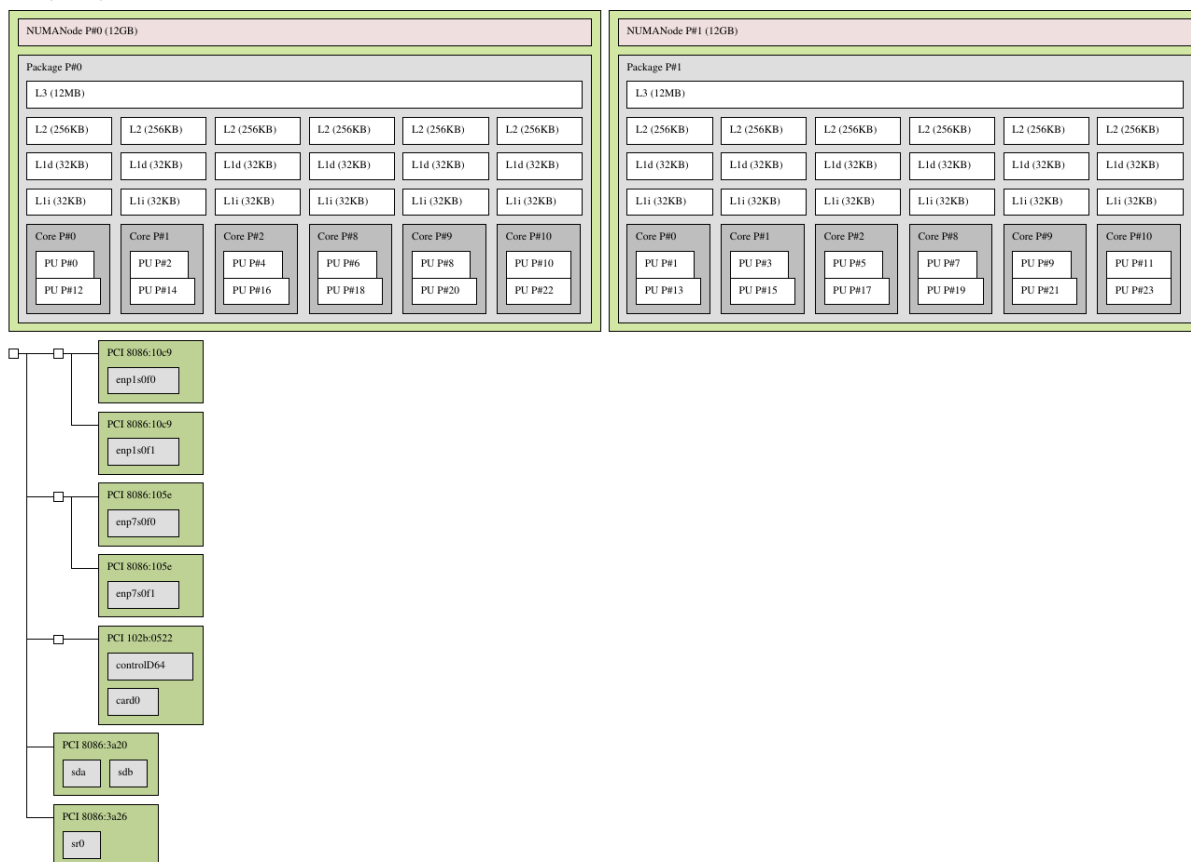 NUMANode P#0 (12GB)
Package P#0
L3 (12MB)
L2 (256KB) L2 (256KB) L2 (256KB) L2 (256KB) L2 (256KB) L2 (256KB)
L1d (32KB) L1d (32KB) L1d (32KB) L1d (32KB) L1d (32KB) L1d (32KB)
L1i (32KB) L1i (32KB) L1i (32KB) L1i (32KB) L1i (32KB) L1i (32KB)
Core P#0 Core P#1 Core P#2 Core P#8 Core P#9 Core P#10
PU P#0 PU P#2 PU P#4 PU P#6 PU P#8 PU P#10
PU P#12 PU P#14 PU P#16 PU P#18 PU P#20 PU P#22
NUMANode P#1 (12GB)
Package P#1
L3 (12MB)
L2 (256KB) L2 (256KB) L2 (256KB) L2 (256KB) L2 (256KB) L2 (256KB)
L1d (32KB) L1d (32KB) L1d (32KB) L1d (32KB) L1d (32KB) L1d (32KB)
L1i (32KB) L1i (32KB) L1i (32KB) L1i (32KB) L1i (32KB) L1i (32KB)
Core P#0 Core P#1 Core P#2 Core P#8 Core P#9 Core P#10
PU P#1 PU P#3 PU P#5 PU P#7 PU P#9 PU P#11
PU P#13 PU P#15 PU P#17 PU P#19 PU P#21 PU P#23
PCI 8086:10c9
enp1s0f0
PCI 8086:10c9
enp1s0f1
PCI 8086:105e
enp7s0f0
PCI 8086:105e
enp7s0f1
PCI 102b:0522
controlD64
card0
PCI 8086:3a20
sda sdb
PCI 8086:3a26
sr0